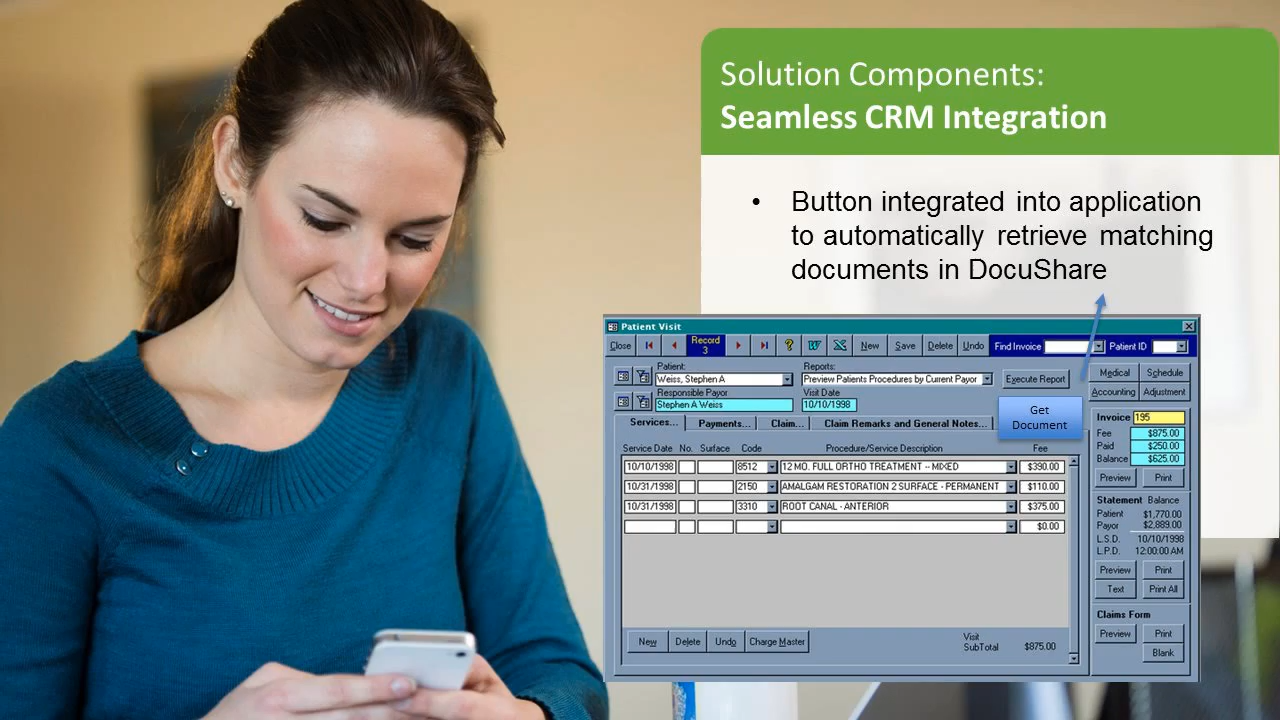 Solution Components:
Seamless CRM Integration
• Button integrated into application
to automatically retrieve matching
documents in DocuShare
Patient Visit
Close Record 3 ? New Save Delete Undo Find Invoice Patient ID
Patient: Reports:
Weiss, Stephen A Preview Patients Procedures by Current Payor Execute Report
Responsible Payor Visit Date
Stephen A Weiss 10/10/1998
Medical Schedule
Accounting Adjustment
Get
Document
Services... Payments... Claim... Claim Remarks and General Notes...
Service Date No. Surface Code Procedure/Service Description Fee
10/10/1998 8512 12 MO. FULL ORTHO TREATMENT -- MIXED $390.00
10/31/1998 2150 AMALGAM RESTORATION 2 SURFACE - PERMANENT $110.00
10/31/1998 3310 ROOT CANAL - ANTERIOR $375.00
$0.00
New Delete Undo Charge Master Visit SubTotal $875.00
Invoice 195
Fee $875.00
Paid $250.00
Balance $625.00
Preview Print
Statement Balance
Patient $1,770.00
Payor $2,889.00
L.S.D. 10/10/1998
L.P.D. 12:00:00 AM
Preview Print
Text Print All
Claims Form
Preview Print
Blank